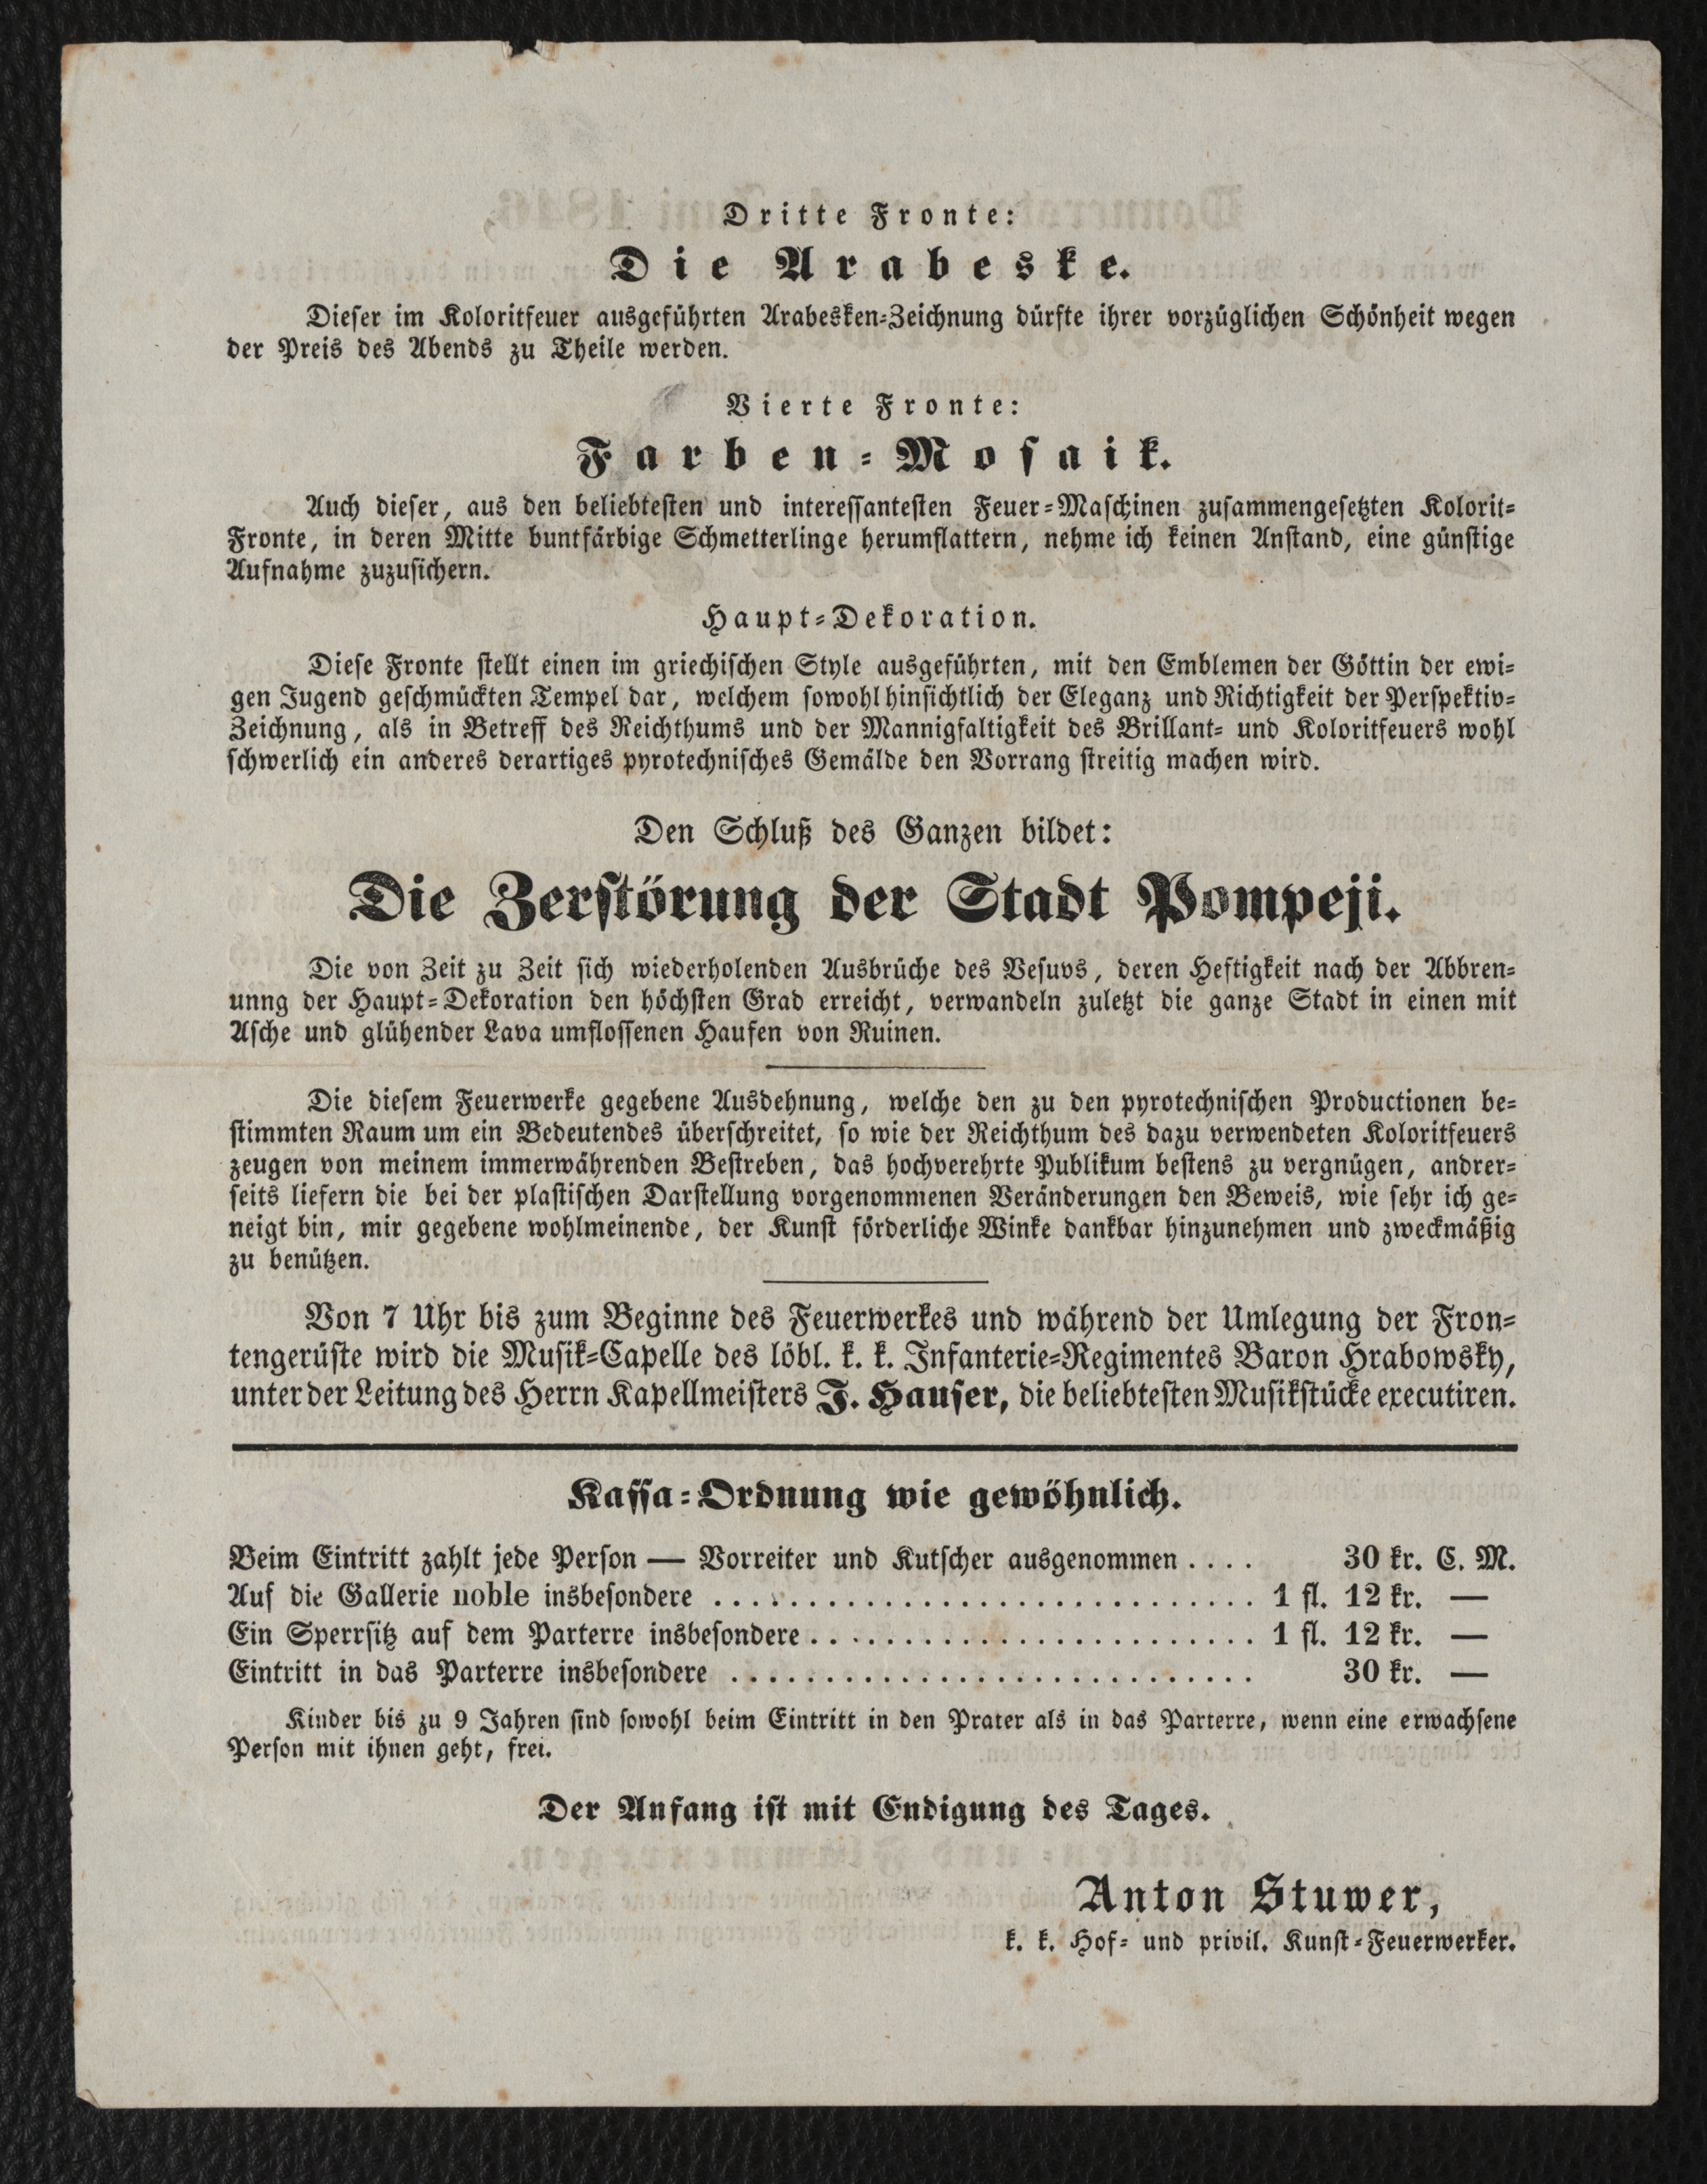 Dritte Fronte:
Die Arabeske.
Dieser im Koloritfeuer ausgeführten Arabesken-Zeichnung dürfte ihrer vorzüglichen Schönheit wegen
der Preis des Abends zu Theile werden.
Vierte Fronte:
Farben-Mosaik.
Auch dieser, aus den beliebtesten und interessantesten Feuer-Maschinen zusammengesetzten Kolorit-
Fronte, in deren Mitte buntfärbige Schmetterlinge herumflattern, nehme ich keinen Anstand, eine günstige
Aufnahme zuzusichern.
Haupt-Dekoration.
Diese Fronte stellt einen im griechischen Style ausgeführten, mit den Emblemen der Göttin der ewi-
gen Jugend geschmückten Tempel dar, welchem sowohl hinsichtlich der Eleganz und Richtigkeit der Perspektiv-
Zeichnung, als in Betreff des Reichthums und der Mannigfaltigkeit des Brillant- und Koloritfeuers wohl
schwerlich ein anderes derartiges pyrotechnisches Gemälde den Vorrang streitig machen wird.
Den Schluß des Ganzen bildet:
Die Zerstörung der Stadt Pompeji.
Die von Zeit zu Zeit sich wiederholenden Ausbrüche des Vesuvs, deren Heftigkeit nach der Abbren-
unng der Haupt-Dekoration den höchsten Grad erreicht, verwandeln zuletzt die ganze Stadt in einen mit
Asche und glühender Lava umflossenen Haufen von Ruinen.
Die diesem Feuerwerke gegebene Ausdehnung, welche den zu den pyrotechnischen Productionen be-
stimmten Raum um ein Bedeutendes überschreitet, so wie der Reichthum des dazu verwendeten Koloritfeuers
zeugen von meinem immerwährenden Bestreben, das hochverehrte Publikum bestens zu vergnügen, andrer-
seits liefern die bei der plastischen Darstellung vorgenommenen Veränderungen den Beweis, wie sehr ich ge-
neigt bin, mir gegebene wohlmeinende, der Kunst förderliche Winke dankbar hinzunehmen und zweckmäßig
zu benützen.
Von 7 Uhr bis zum Beginne des Feuerwerkes und während der Umlegung der Fron-
tengerüste wird die Musik-Capelle des löbl. k. k. Infanterie-Regimentes Baron Hrabowsky,
unter der Leitung des Herrn Kapellmeisters J. Hauser, die beliebtesten Musikstücke executiren.
Kassa-Ordnung wie gewöhnlich.
Beim Eintritt zahlt jede Person — Vorreiter und Kutscher ausgenommen .... 30 kr. C. M.
Auf die Gallerie noble insbesondere ............................ 1 fl. 12 kr. —
Ein Sperrsitz auf dem Parterre insbesondere ....................... 1 fl. 12 kr. —
Eintritt in das Parterre insbesondere ........................... 30 kr. —
Kinder bis zu 9 Jahren sind sowohl beim Eintritt in den Prater als in das Parterre, wenn eine erwachsene
Person mit ihnen geht, frei.
Der Anfang ist mit Endigung des Tages.
Anton Stuwer,
k. k. Hof- und privil. Kunst-Feuerwerker.